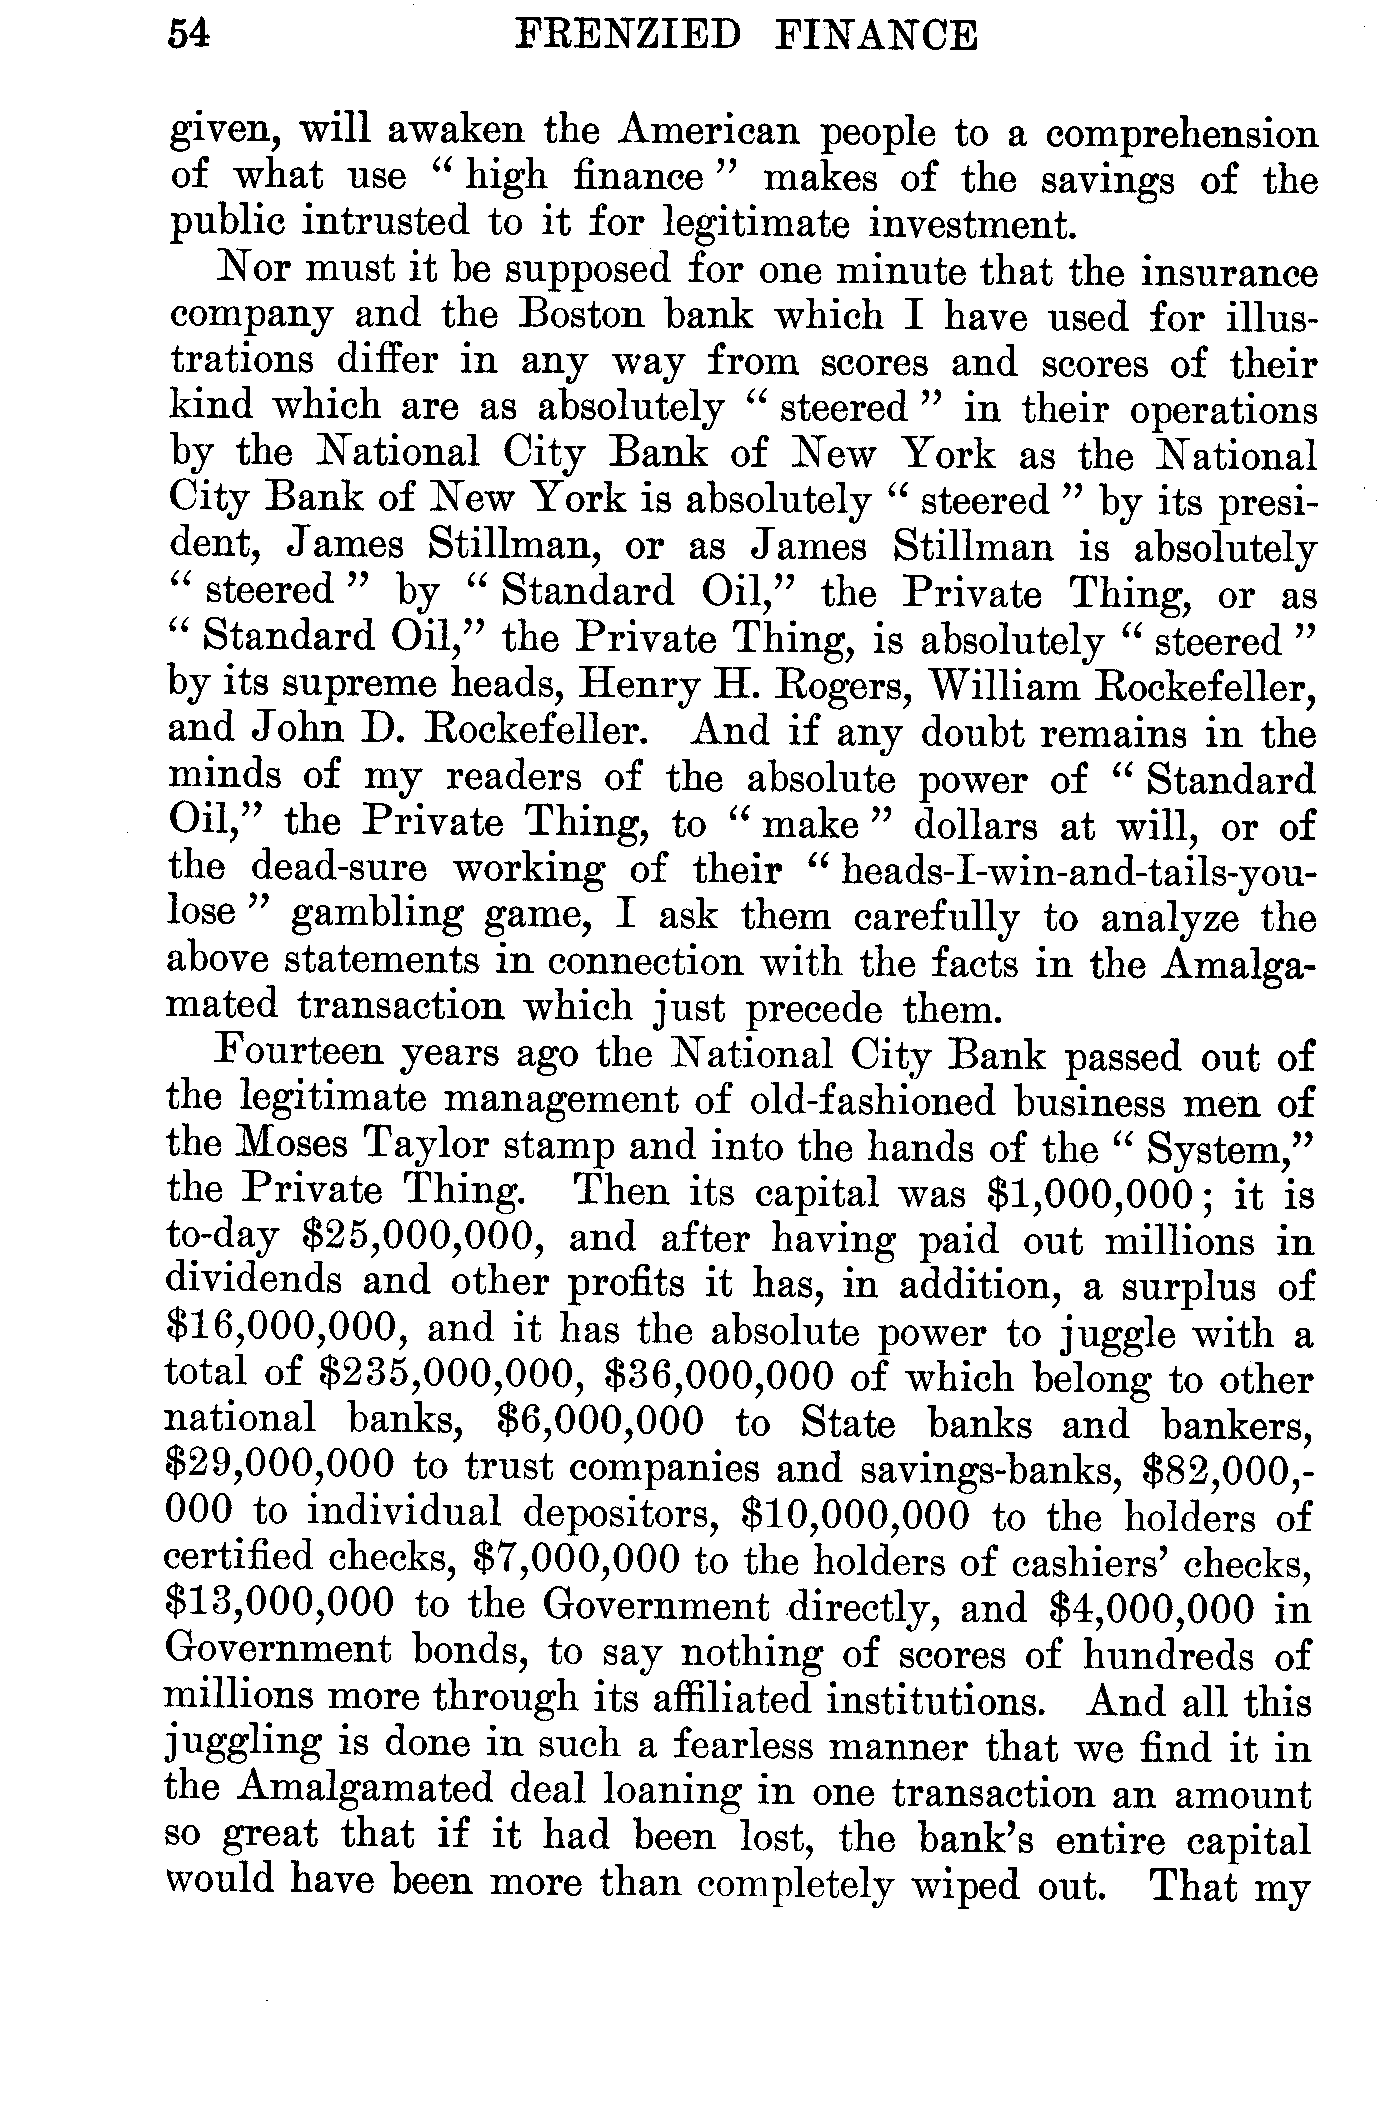 54 FRENZIED FINANCE
given, will awaken the American people to a comprehension
of what use “ high finance ” makes of the savings of the
public intrusted to it for legitimate investment.
Nor must it be supposed for one minute that the insurance
company and the Boston bank which I have used for illus-
trations differ in any way from scores and scores of their
kind which are as absolutely “ steered ” in their operations
by the National City Bank of New York as the National
City Bank of New York is absolutely “ steered ” by its presi-
dent, James Stillman, or as James Stillman is absolutely
“ steered ” by “ Standard Oil,” the Private Thing, or as
“ Standard Oil,” the Private Thing, is absolutely “ steered ”
by its supreme heads, Henry H. Rogers, William Rockefeller,
and John D. Rockefeller. And if any doubt remains in the
minds of my readers of the absolute power of “ Standard
Oil,” the Private Thing, to “ make ” dollars at will, or of
the dead-sure working of their “ heads-I-win-and-tails-you-
lose ” gambling game, I ask them carefully to analyze the
above statements in connection with the facts in the Amalga-
mated transaction which just precede them.
Fourteen years ago the National City Bank passed out of
the legitimate management of old-fashioned business men of
the Moses Taylor stamp and into the hands of the “ System,”
the Private Thing. Then its capital was $1,000,000 ; it is
to-day $25,000,000, and after having paid out millions in
dividends and other profits it has, in addition, a surplus of
$16,000,000, and it has the absolute power to juggle with a
total of $235,000,000, $36,000,000 of which belong to other
national banks, $6,000,000 to State banks and bankers,
$29,000,000 to trust companies and savings-banks, $82,000,-
000 to individual depositors, $10,000,000 to the holders of
certified checks, $7,000,000 to the holders of cashiers’ checks,
$13,000,000 to the Government directly, and $4,000,000 in
Government bonds, to say nothing of scores of hundreds of
millions more through its affiliated institutions. And all this
juggling is done in such a fearless manner that we find it in
the Amalgamated deal loaning in one transaction an amount
so great that if it had been lost, the bank’s entire capital
would have been more than completely wiped out. That my